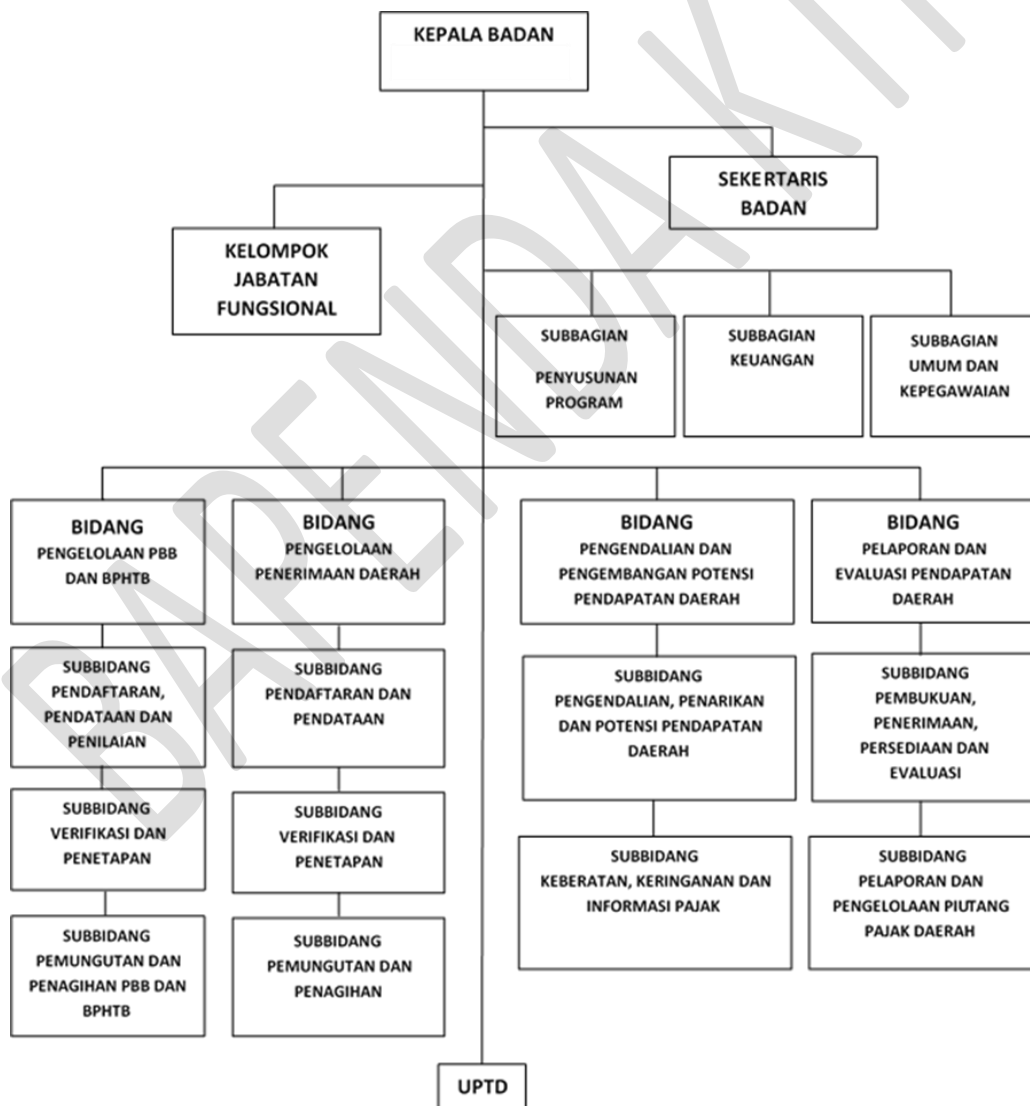 KEPALA BADAN
SEKERTARIS
BADAN
KELOMPOK
JABATAN
FUNGSIONAL
SUBBAGIAN
PENYUSUNAN
PROGRAM
SUBBAGIAN
KEUANGAN
SUBBAGIAN
UMUM DAN
KEPEGAWAIAN
BIDANG
PENGELOLAAN PBB
DAN BPHTB
BIDANG
PENGELOLAAN
PENERIMAAN DAERAH
BIDANG
PENGENDALIAN DAN
PENGEMBANGAN POTENSI
PENDAPATAN DAERAH
BIDANG
PELAPORAN DAN
EVALUASI PENDAPATAN
DAERAH
SUBBIDANG
PENDAFTARAN,
PENDATAAN DAN
PENILAIAN
SUBBIDANG
PENDAFTARAN DAN
PENDATAAN
SUBBIDANG
PENGENDALIAN, PENARIKAN
DAN POTENSI PENDAPATAN
DAERAH
SUBBIDANG
PEMBUKUAN,
PENERIMAAN,
PERSEDIAAN DAN
EVALUASI
SUBBIDANG
VERIFIKASI DAN
PENETAPAN
SUBBIDANG
VERIFIKASI DAN
PENETAPAN
SUBBIDANG
KEBERATAN, KERINGANAN DAN
INFORMASI PAJAK
SUBBIDANG
PELAPORAN DAN
PENGELOLAAN PIUTANG
PAJAK DAERAH
SUBBIDANG
PEMUNGUTAN DAN
PENAGIHAN PBB DAN
BPHTB
SUBBIDANG
PEMUNGUTAN DAN
PENAGIHAN
UPTD
BAPENDA